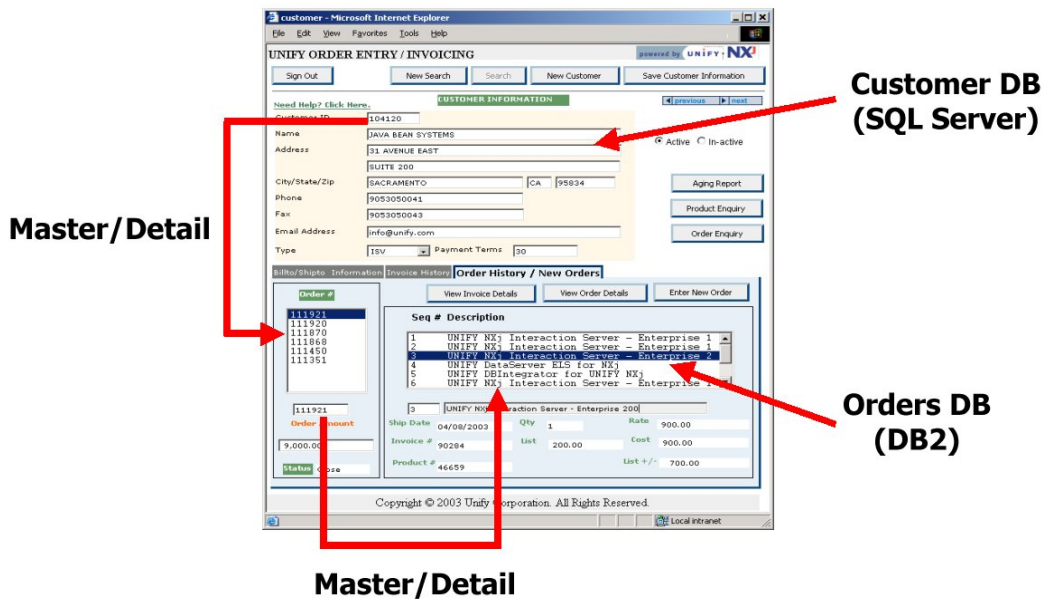 customer - Microsoft Internet Explorer
File Edit View Favorites Tools Help
UNIFY ORDER ENTRY / INVOICING
powered by UNIFY NXJ
Sign Out New Search Search New Customer Save Customer Information
Need Help? Click Here. CUSTOMER INFORMATION previous next
Customer ID 104120
Name JAVA BEAN SYSTEMS
Active In-active
Address 31 AVENUE EAST
SUITE 200
City/State/Zip SACRAMENTO CA 95834
Aging Report
Phone 9053050041
Product Enquiry
Fax 9053050043
Email Address info@unify.com
Order Enquiry
Type ISV Payment Terms 30
Customer DB
(SQL Server)
Master/Detail
Billto/Shipto Information Invoice History Order History / New Orders
Order # View Invoice Details View Order Details Enter New Order
111921
111920
111870
111868
111450
111351
Seq # Description
1 UNIFY NXj Interaction Server - Enterprise 1
2 UNIFY NXj Interaction Server - Enterprise 1
3 UNIFY NXj Interaction Server - Enterprise 2
4 UNIFY DataServer ELS for NXj
5 UNIFY DBIntegrator for UNIFY NXj
6 UNIFY NXj Interaction Server - Enterprise 1
111921
3 UNIFY NXj Interaction Server - Enterprise 200
Order Amount
Ship Date 04/08/2003 Qty 1 Rate 900.00
9,000.00
Invoice # 90284 List 200.00 Cost 900.00
Status Close
Product # 46659 List +/- 700.00
Orders DB
(DB2)
Copyright © 2003 Unify Corporation. All Rights Reserved.
Local intranet
Master/Detail